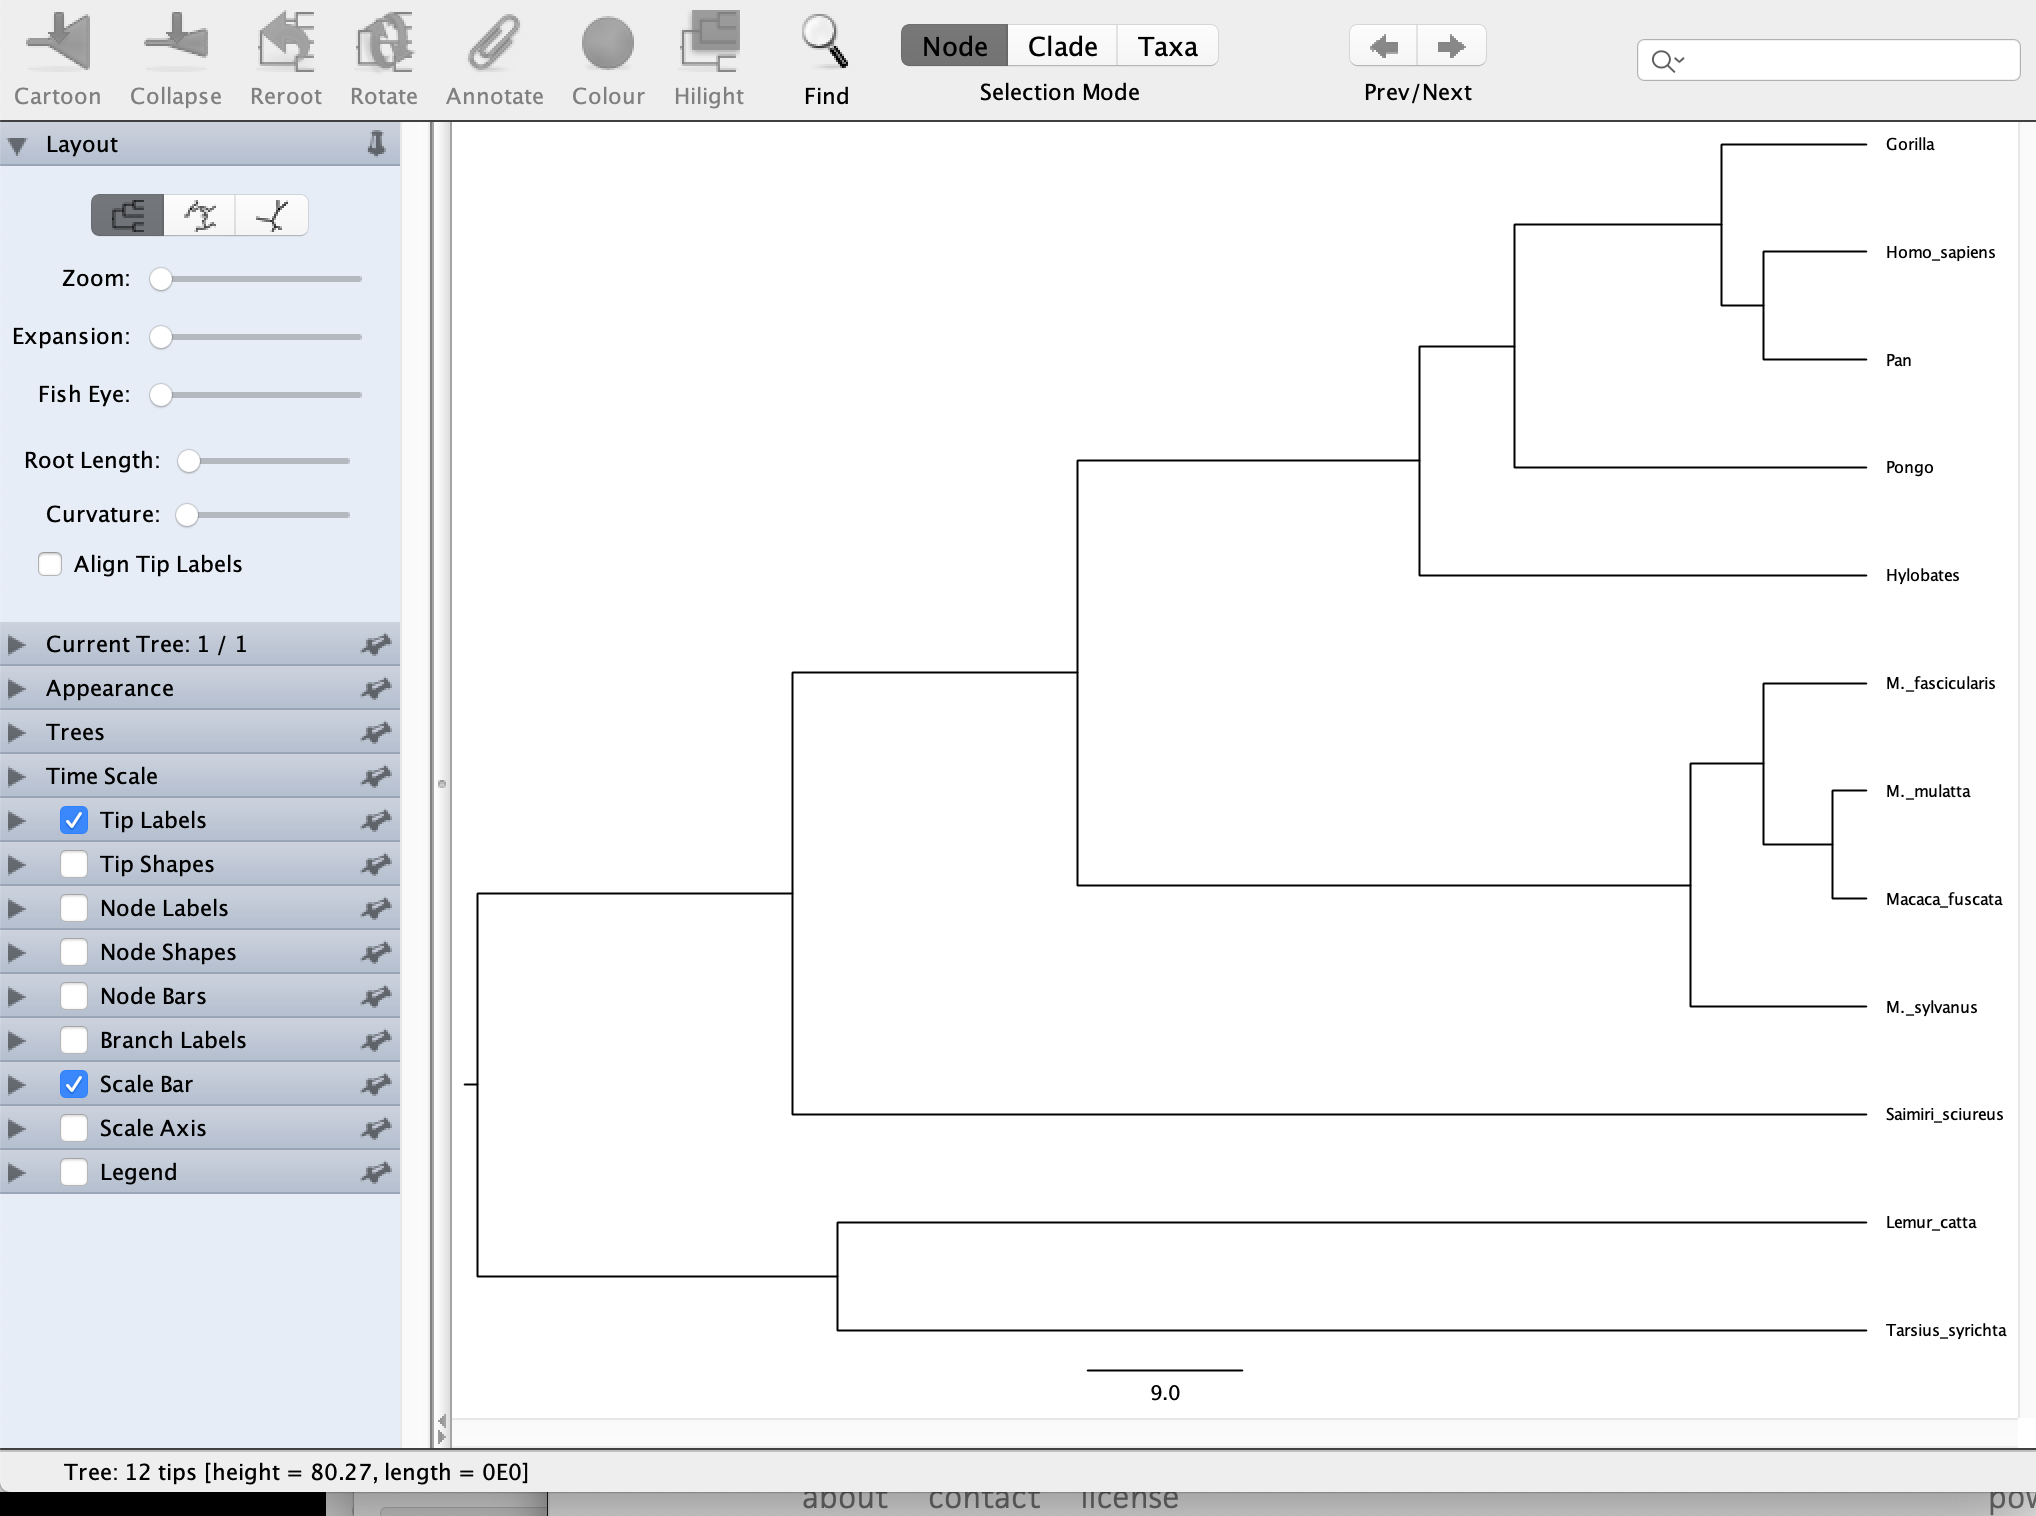 Cartoon Collapse Reroot Rotate Annotate Colour Hilight Find
Node Clade Taxa
Selection Mode
Prev/Next
Layout
Zoom:
Expansion:
Fish Eye:
Root Length:
Curvature:
Align Tip Labels
Current Tree: 1 / 1
Appearance
Trees
Time Scale
Tip Labels
Tip Shapes
Node Labels
Node Shapes
Node Bars
Branch Labels
Scale Bar
Scale Axis
Legend
Gorilla
Homo_sapiens
Pan
Pongo
Hylobates
M._fascicularis
M._mulatta
Macaca_fuscata
M._sylvanus
Saimiri_sciureus
Lemur_catta
Tarsius_syrichta
9.0
Tree: 12 tips [height = 80.27, length = 0E0]
about contact license